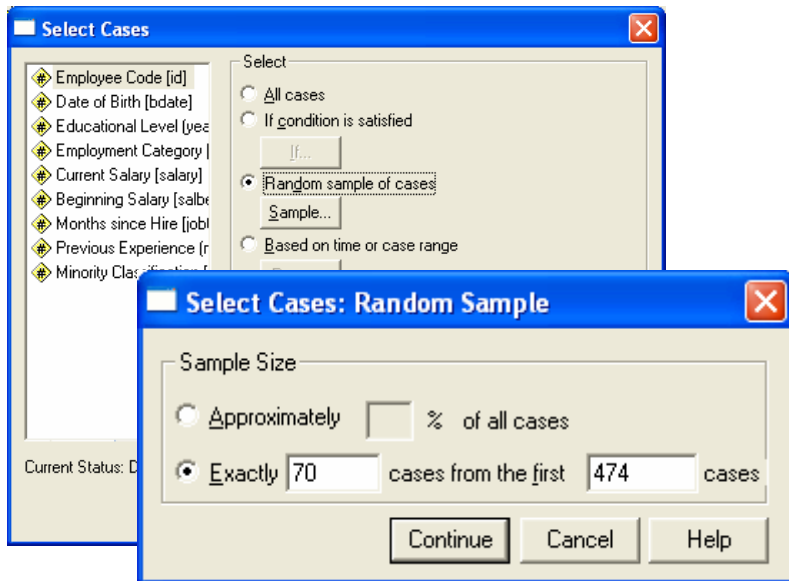 Select Cases
Employee Code [id]
Date of Birth [bdate]
Educational Level (yea
Employment Category [
Current Salary [salary]
Beginning Salary [salbe
Months since Hire [jobt
Previous Experience (r
Minority
Select
All cases
If condition is satisfied
If...
Random sample of cases
Sample...
Based on time or case range
Current Status: D
Select Cases: Random Sample
Sample Size
Approximately % of all cases
Exactly 70 cases from the first 474 cases
Continue Cancel Help